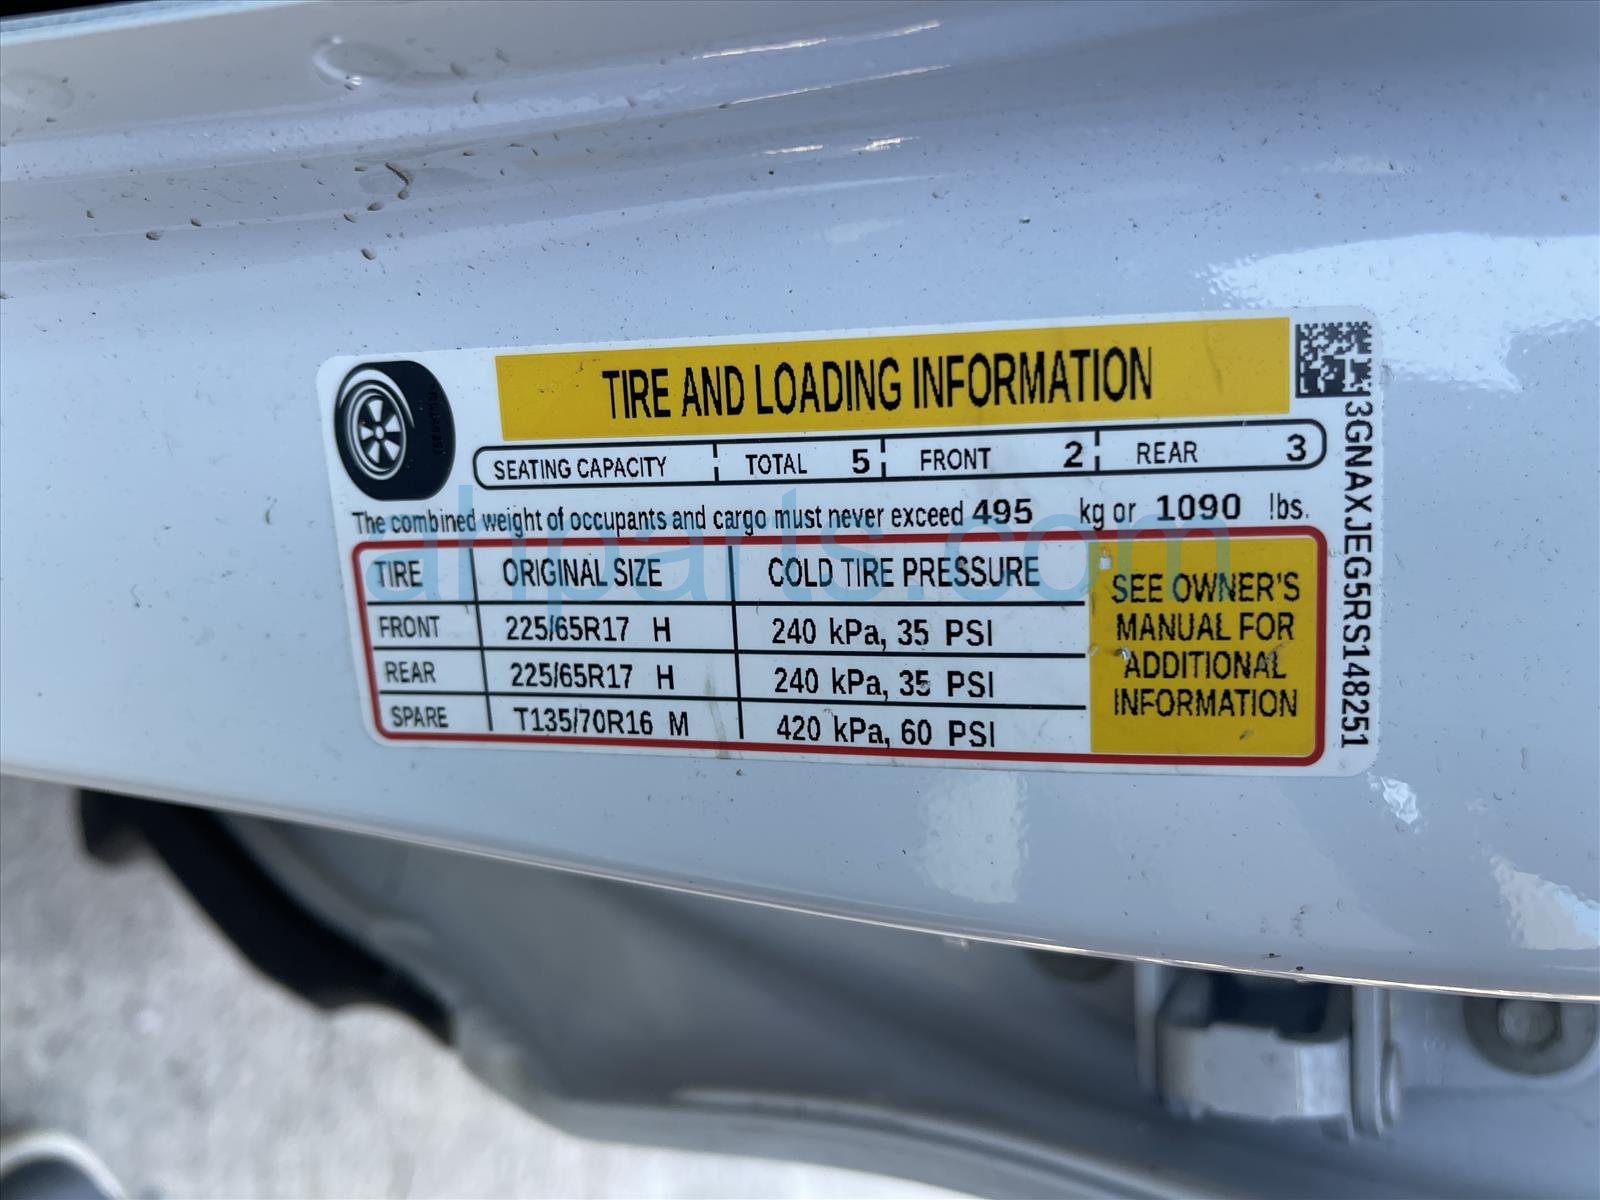 TIRE AND LOADING INFORMATION
SEATING CAPACITY TOTAL 5 FRONT 2 REAR 3
The combined weight of occupants and cargo must never exceed 495 kg or 1090 lbs.
TIRE ORIGINAL SIZE COLD TIRE PRESSURE
FRONT 225/65R17 H 240 kPa, 35 PSI
REAR 225/65R17 H 240 kPa, 35 PSI
SPARE T135/70R16 M 420 kPa, 60 PSI
SEE OWNER'S
MANUAL FOR
ADDITIONAL
INFORMATION
3GNAXJEG5RS148251
ahparts.com